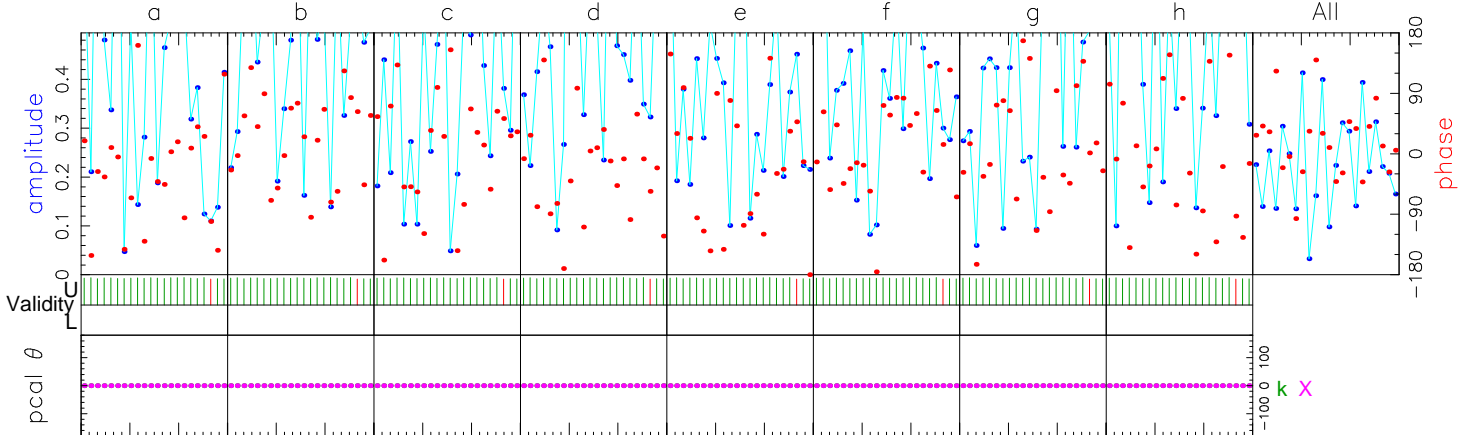 a b c d e f g h All
amplitude
0 0.1 0.2 0.3 0.4
180 90 0 −90 −180
phase
U
Validity
L
pcal θ
100 0 −100
k X